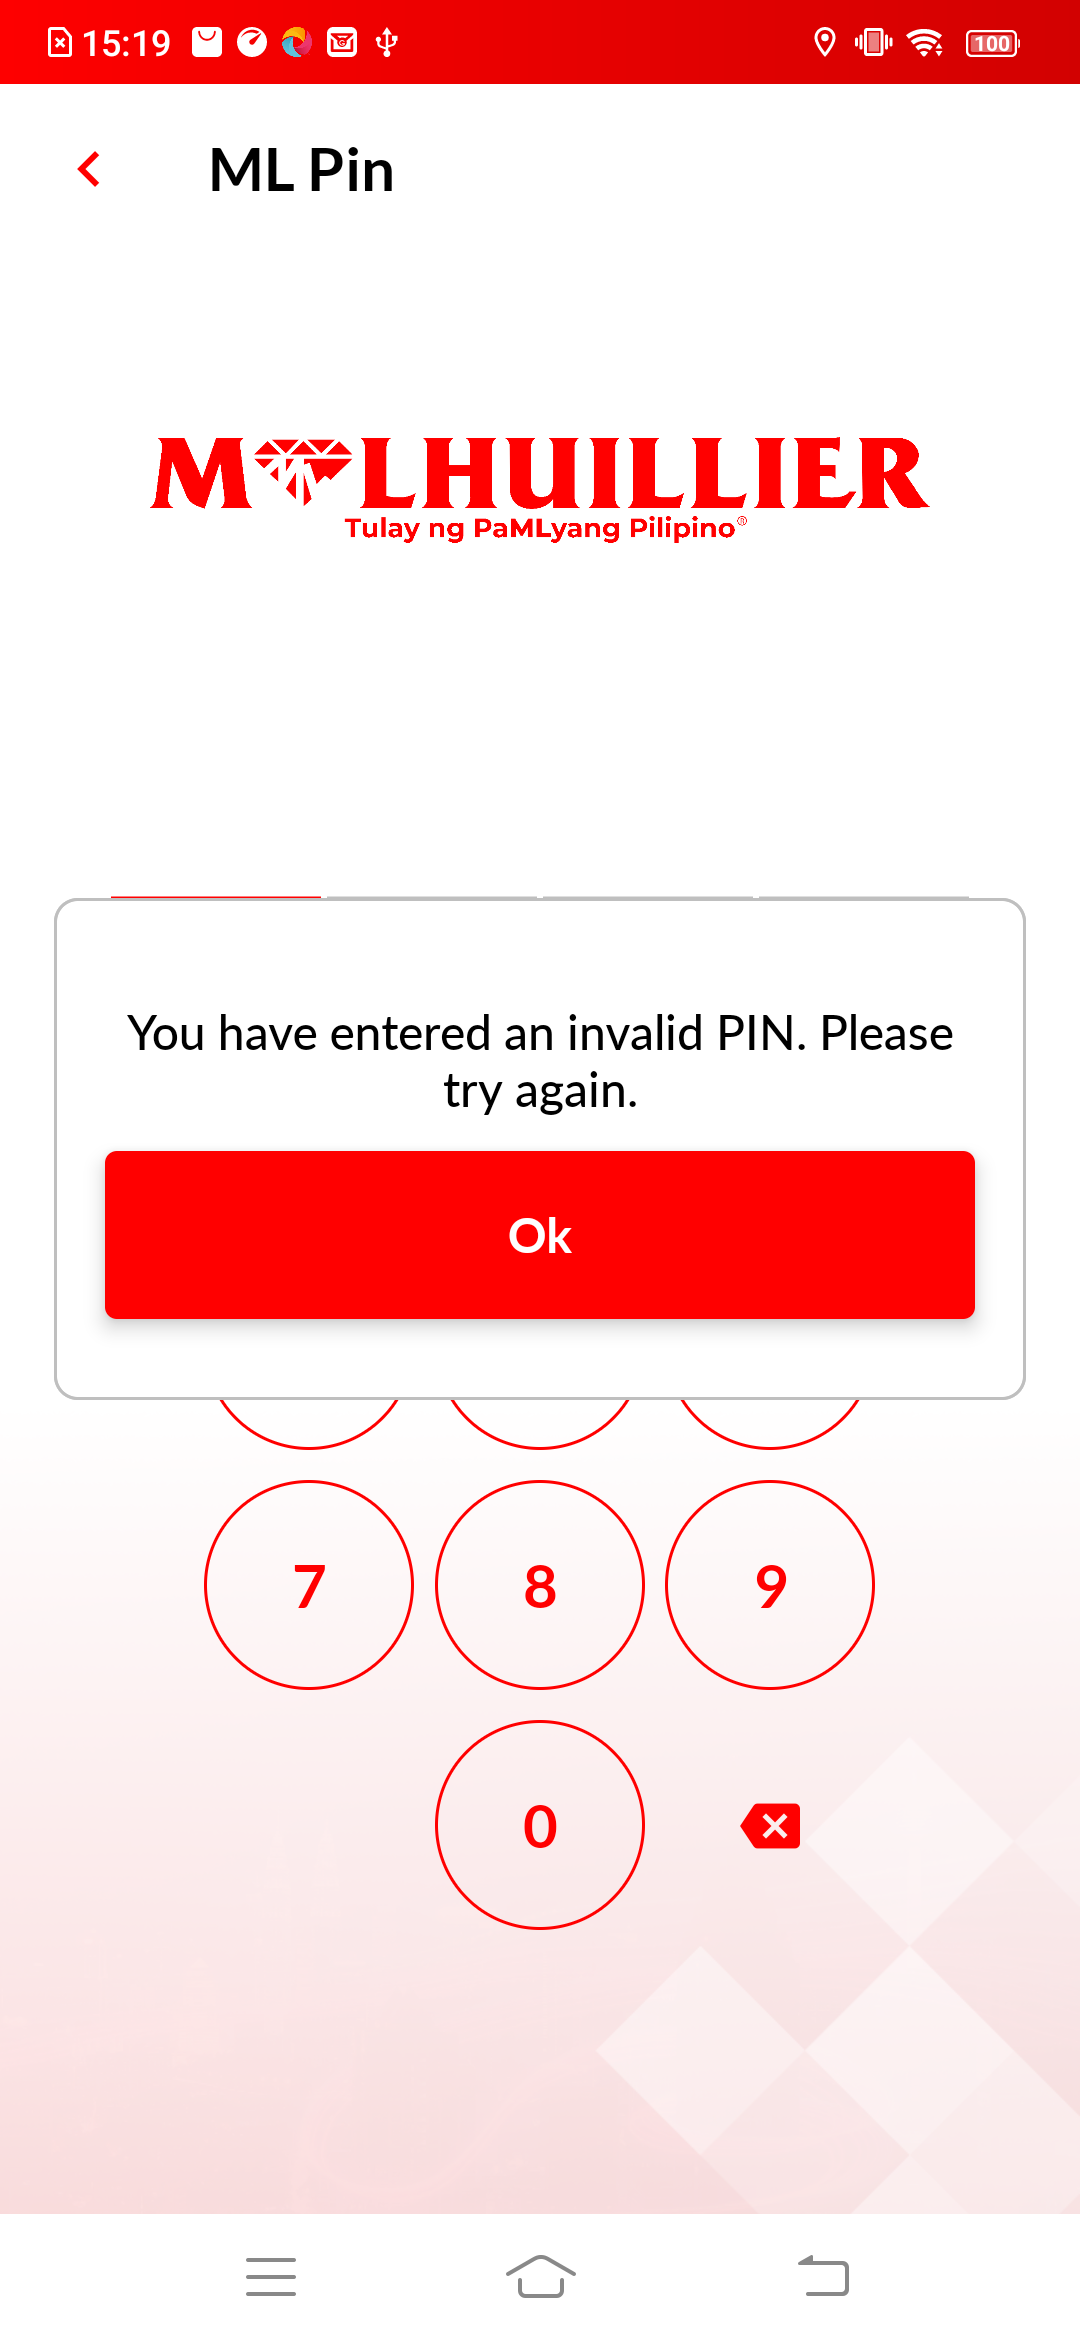 15:19
100
ML Pin
M LHUILLIER
Tulay ng PaMLyang Pilipino®
You have entered an invalid PIN. Please
try again.
Ok
7 8 9
0